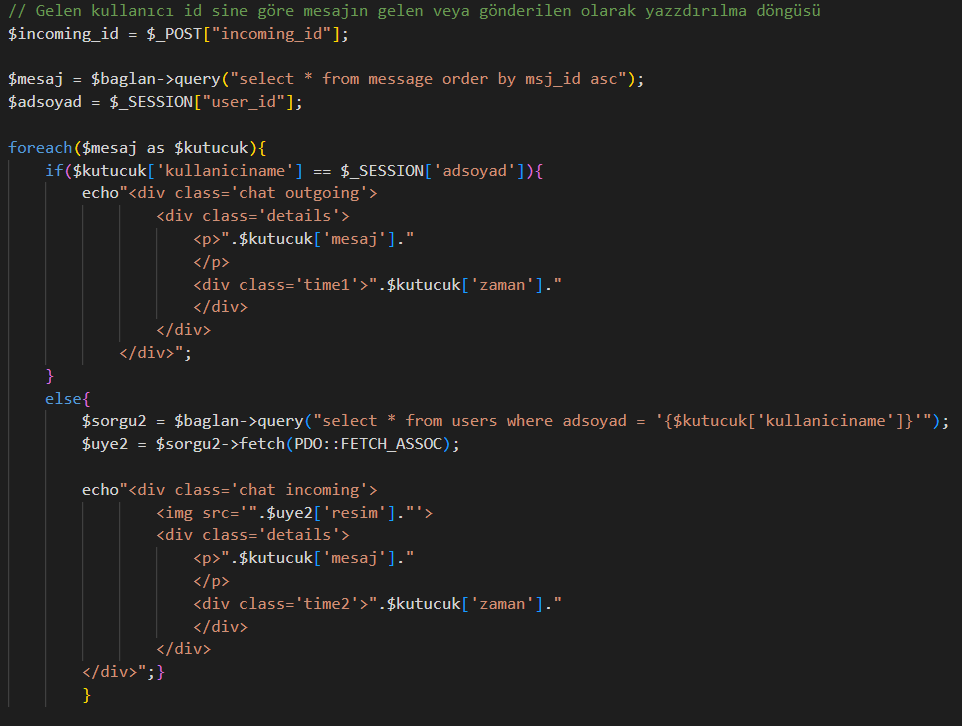 // Gelen kullanıcı id sine göre mesajın gelen veya gönderilen olarak yazzdırılma döngüsü
$incoming_id = $_POST["incoming_id"];
$mesaj = $baglan->query("select * from message order by msj_id asc");
$adsoyad = $_SESSION["user_id"];
foreach($mesaj as $kutucuk){
if($kutucuk['kullaniciname'] == $_SESSION['adsoyad']){
echo"<div class='chat outgoing'>
<div class='details'>
<p>".$kutucuk['mesaj']."
</p>
<div class='time1'>".$kutucuk['zaman']."
</div>
</div>
</div>";
}
else{
$sorgu2 = $baglan->query("select * from users where adsoyad = '{$kutucuk['kullaniciname']}'");
$uye2 = $sorgu2->fetch(PDO::FETCH_ASSOC);
echo"<div class='chat incoming'>
<img src='".$uye2['resim']."'>
<div class='details'>
<p>".$kutucuk['mesaj']."
</p>
<div class='time2'>".$kutucuk['zaman']."
</div>
</div>
</div>";}
}